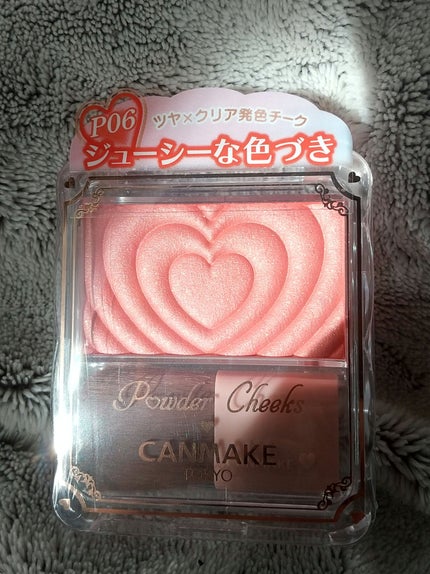 P06
ツヤ×クリア発色チーク
ジューシーな色づき
Powder Cheeks
CANMAKE